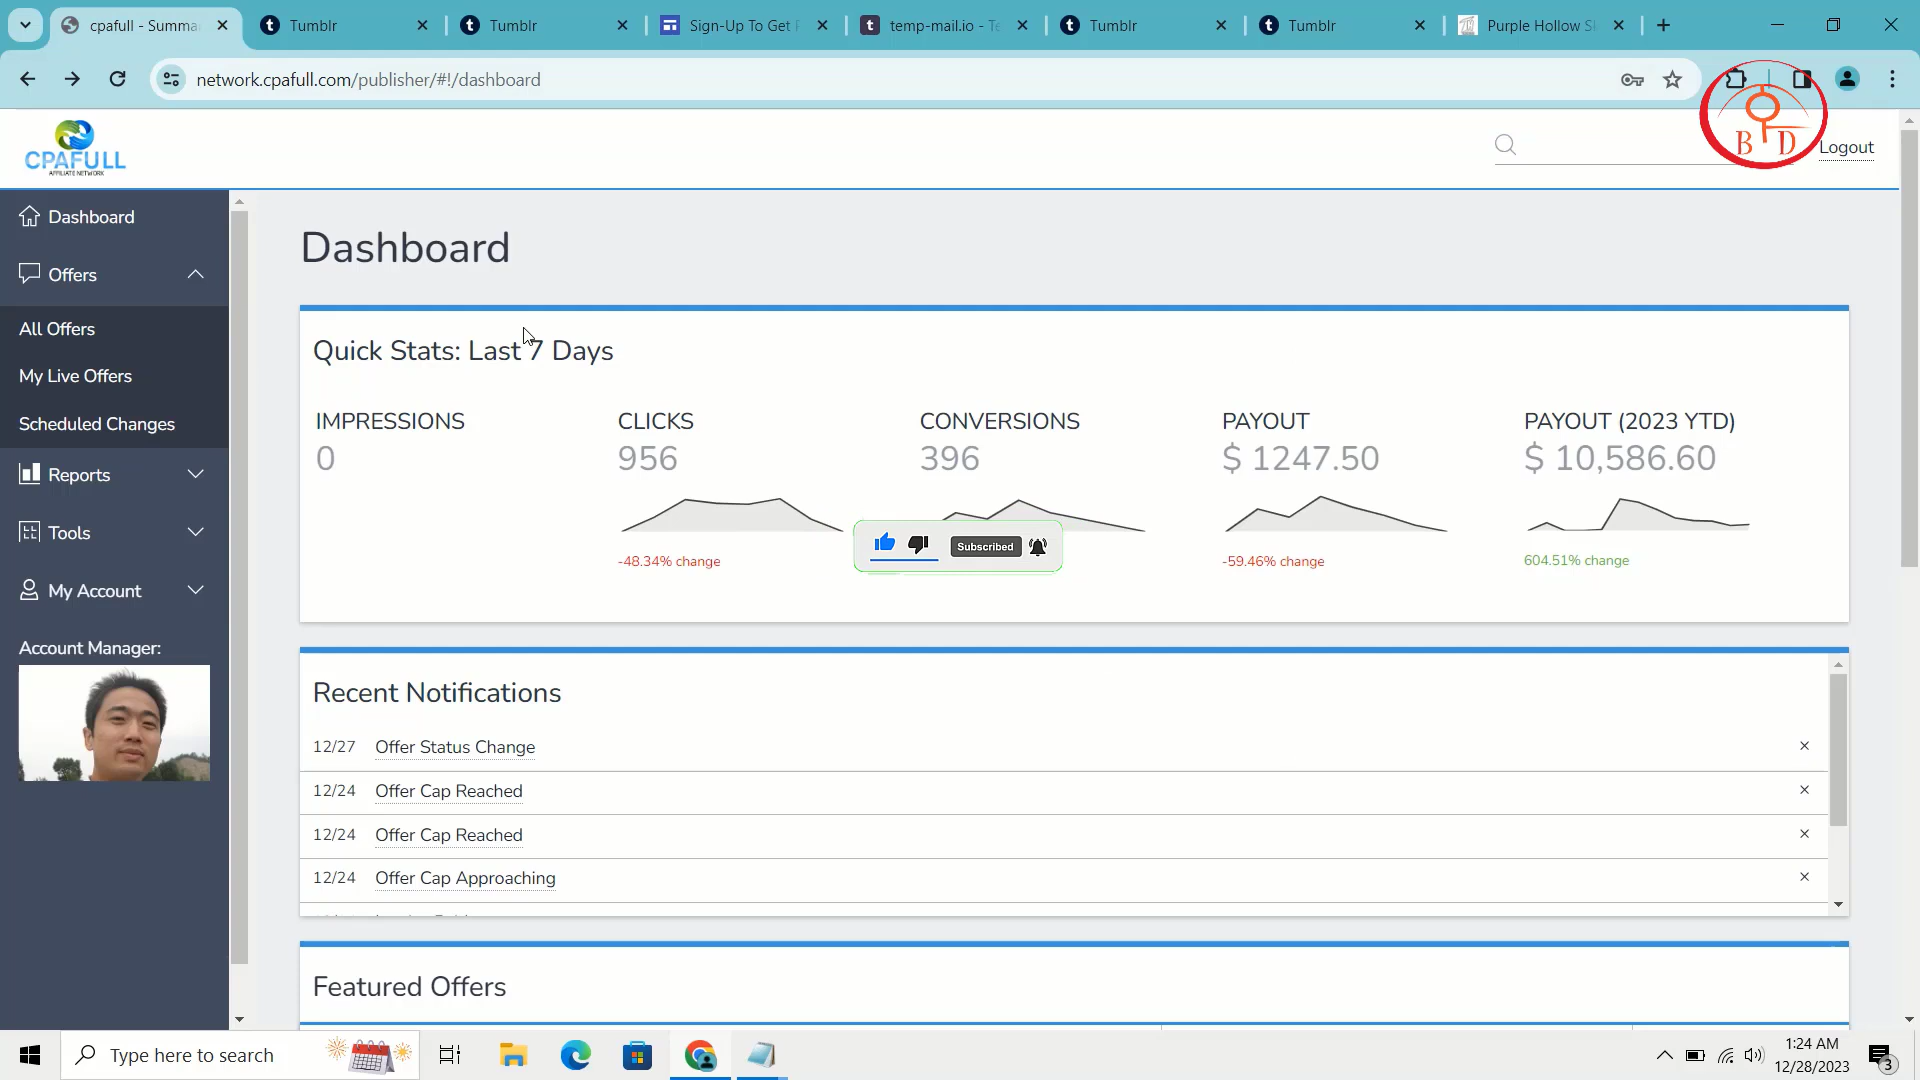 cpafull - Summa
Tumblr
Tumblr
Sign-Up To Get F
temp-mail.io - Te
Tumblr
Tumblr
Purple Hollow Sl
network.cpafull.com/publisher/#!/dashboard
B D
CPAFULL
AFFILIATE NETWORK
Logout
Dashboard
Offers
All Offers
My Live Offers
Scheduled Changes
Reports
Tools
My Account
Account Manager:
Dashboard
Quick Stats: Last 7 Days
IMPRESSIONS
0
CLICKS
956
-48.34% change
CONVERSIONS
396
PAYOUT
$ 1247.50
-59.46% change
PAYOUT (2023 YTD)
$ 10,586.60
604.51% change
Subscribed
Recent Notifications
12/27 Offer Status Change
12/24 Offer Cap Reached
12/24 Offer Cap Reached
12/24 Offer Cap Approaching
Featured Offers
Type here to search
1:24 AM
12/28/2023
3